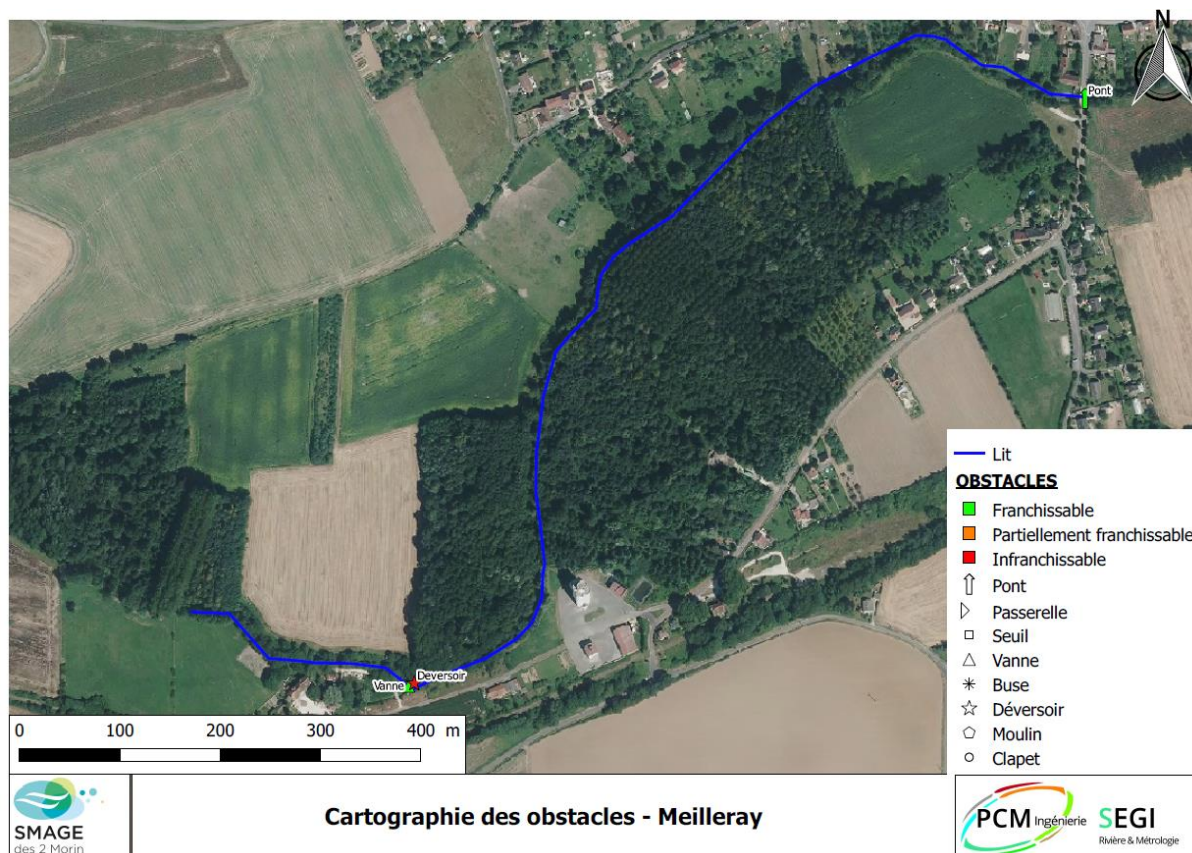 N
Pont
Vanne
Deversoir
Lit
OBSTACLES
Franchissable
Partiellement franchissable
Infranchissable
Pont
Passerelle
Seuil
Vanne
Buse
Déversoir
Moulin
Clapet
0 100 200 300 400 m
SMAGE
des 2 Morin
Cartographie des obstacles - Meilleray
PCM Ingénierie
SEGI
Rivière & Métrologie